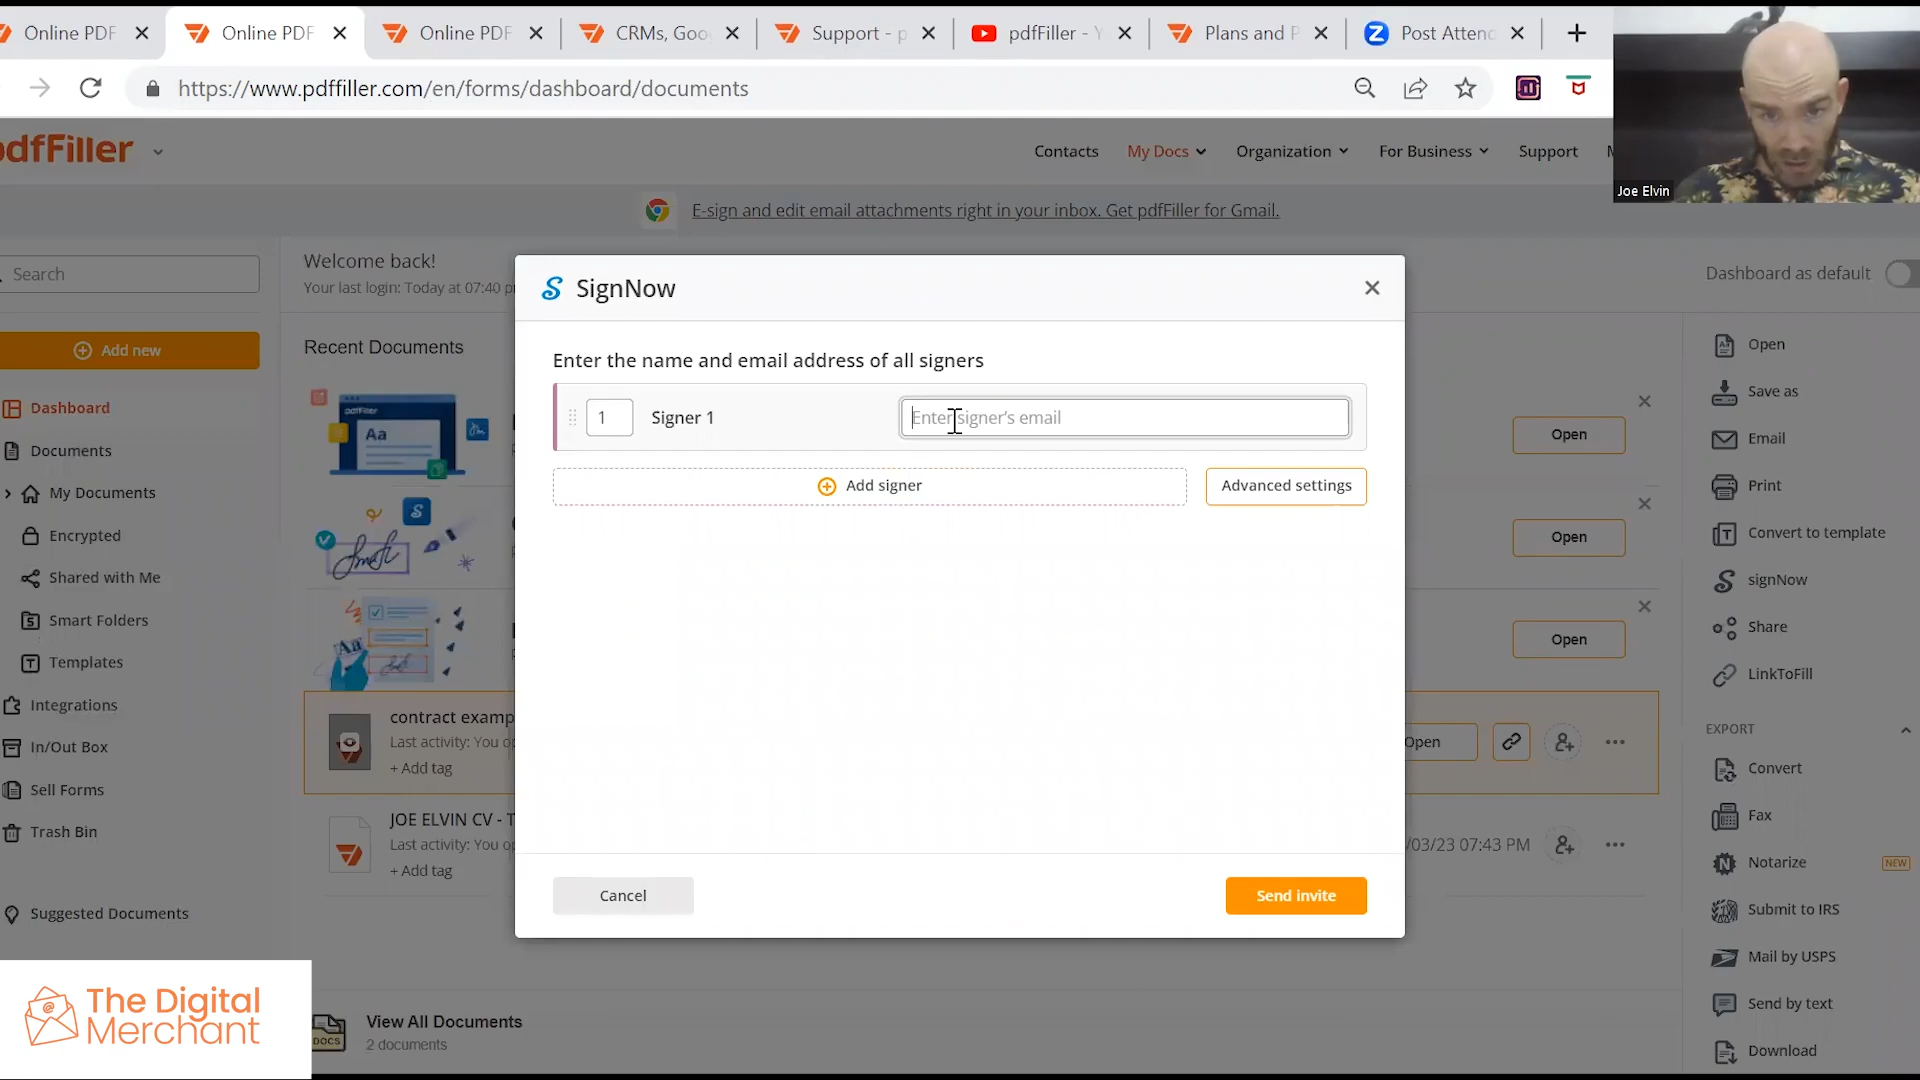 Online PDF
Online PDF
Online PDF
CRMs, Goo
Support - p
pdfFiller - Y
Plans and P
Post Attend
https://www.pdffiller.com/en/forms/dashboard/documents
Joe Elvin
pdfFiller
Contacts
My Docs
Organization
For Business
Support
E-sign and edit email attachments right in your inbox. Get pdfFiller for Gmail.
Search
Welcome back!
Your last login: Today at 07:40 p
Dashboard as default
Add new
Recent Documents
Dashboard
Documents
My Documents
Encrypted
Shared with Me
Smart Folders
Templates
Integrations
In/Out Box
Sell Forms
Trash Bin
Suggested Documents
pdfFiller
Aa
Aa
SignNow
Enter the name and email address of all signers
1
Signer 1
Enter signer's email
Add signer
Advanced settings
Cancel
Send invite
Open
Open
Open
contract examp
Last activity: You op
+ Add tag
Open
JOE ELVIN CV - T
Last activity: You op
+ Add tag
/03/23 07:43 PM
DOCS
View All Documents
2 documents
Open
Save as
Email
Print
Convert to template
signNow
Share
LinkToFill
EXPORT
Convert
Fax
Notarize
NEW
Submit to IRS
Mail by USPS
Send by text
Download
The Digital
Merchant